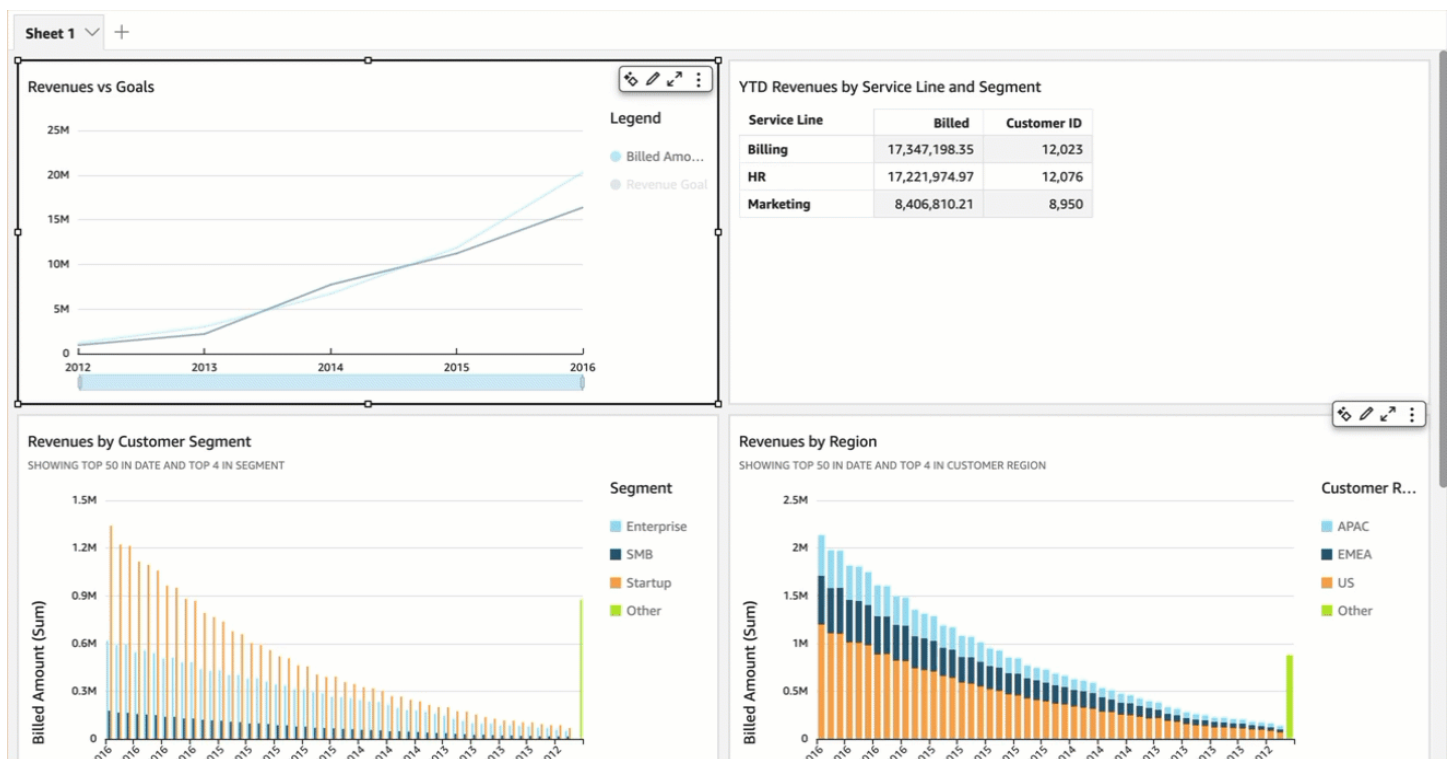 Sheet 1
Revenues vs Goals
25M
20M
15M
10M
5M
0
2012 2013 2014 2015 2016
Legend
Billed Amo...
Revenue Goal
YTD Revenues by Service Line and Segment
Service Line Billed Customer ID
Billing 17,347,198.35 12,023
HR 17,221,974.97 12,076
Marketing 8,406,810.21 8,950
Revenues by Customer Segment
SHOWING TOP 50 IN DATE AND TOP 4 IN SEGMENT
Billed Amount (Sum)
1.5M
1.2M
0.9M
0.6M
0.3M
0
Segment
Enterprise
SMB
Startup
Other
Revenues by Region
SHOWING TOP 50 IN DATE AND TOP 4 IN CUSTOMER REGION
Billed Amount (Sum)
2.5M
2M
1.5M
1M
0.5M
0
Customer R...
APAC
EMEA
US
Other